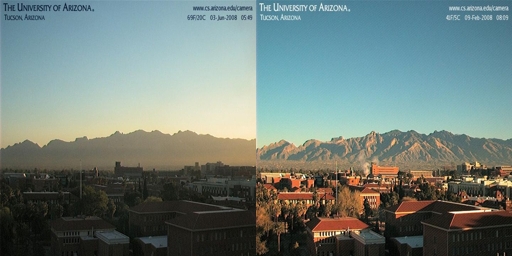 THE UNIVERSITY OF ARIZONA.
TUCSON, ARIZONA
www.cs.arizona.edu/camera
69F/20C 03-Jun-2008 05:49
THE UNIVERSITY OF ARIZONA.
TUCSON, ARIZONA
www.cs.arizona.edu/camera
41F/5C 09-Feb-2008 08:09